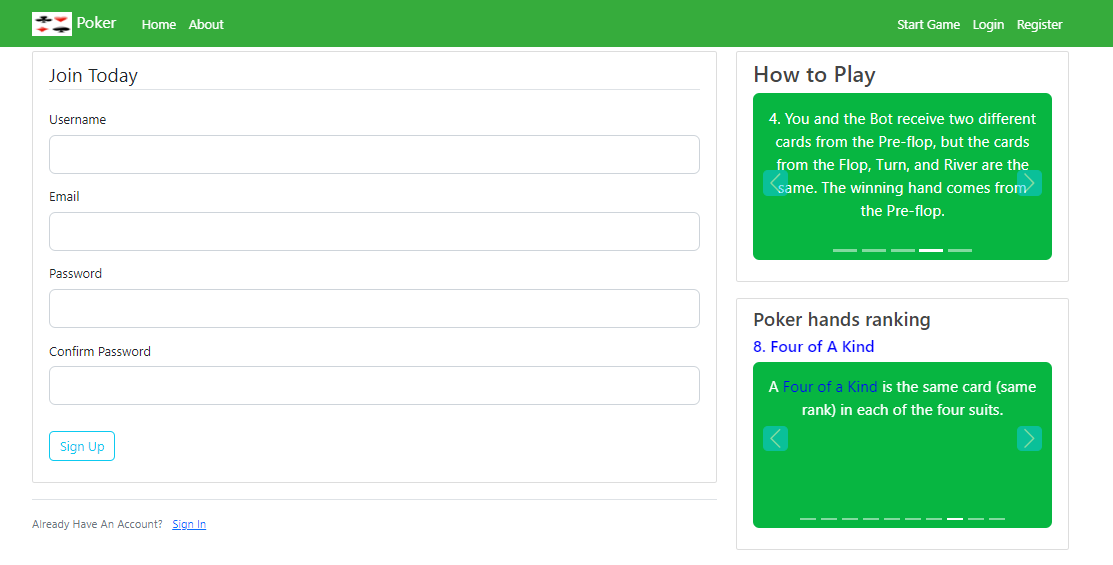 Poker
Home
About
Start Game
Login
Register
Join Today
Username
Email
Password
Confirm Password
Sign Up
Already Have An Account? Sign In
How to Play
4. You and the Bot receive two different
cards from the Pre-flop, but the cards
from the Flop, Turn, and River are the
same. The winning hand comes from
the Pre-flop.
Poker hands ranking
8. Four of A Kind
A Four of a Kind is the same card (same
rank) in each of the four suits.